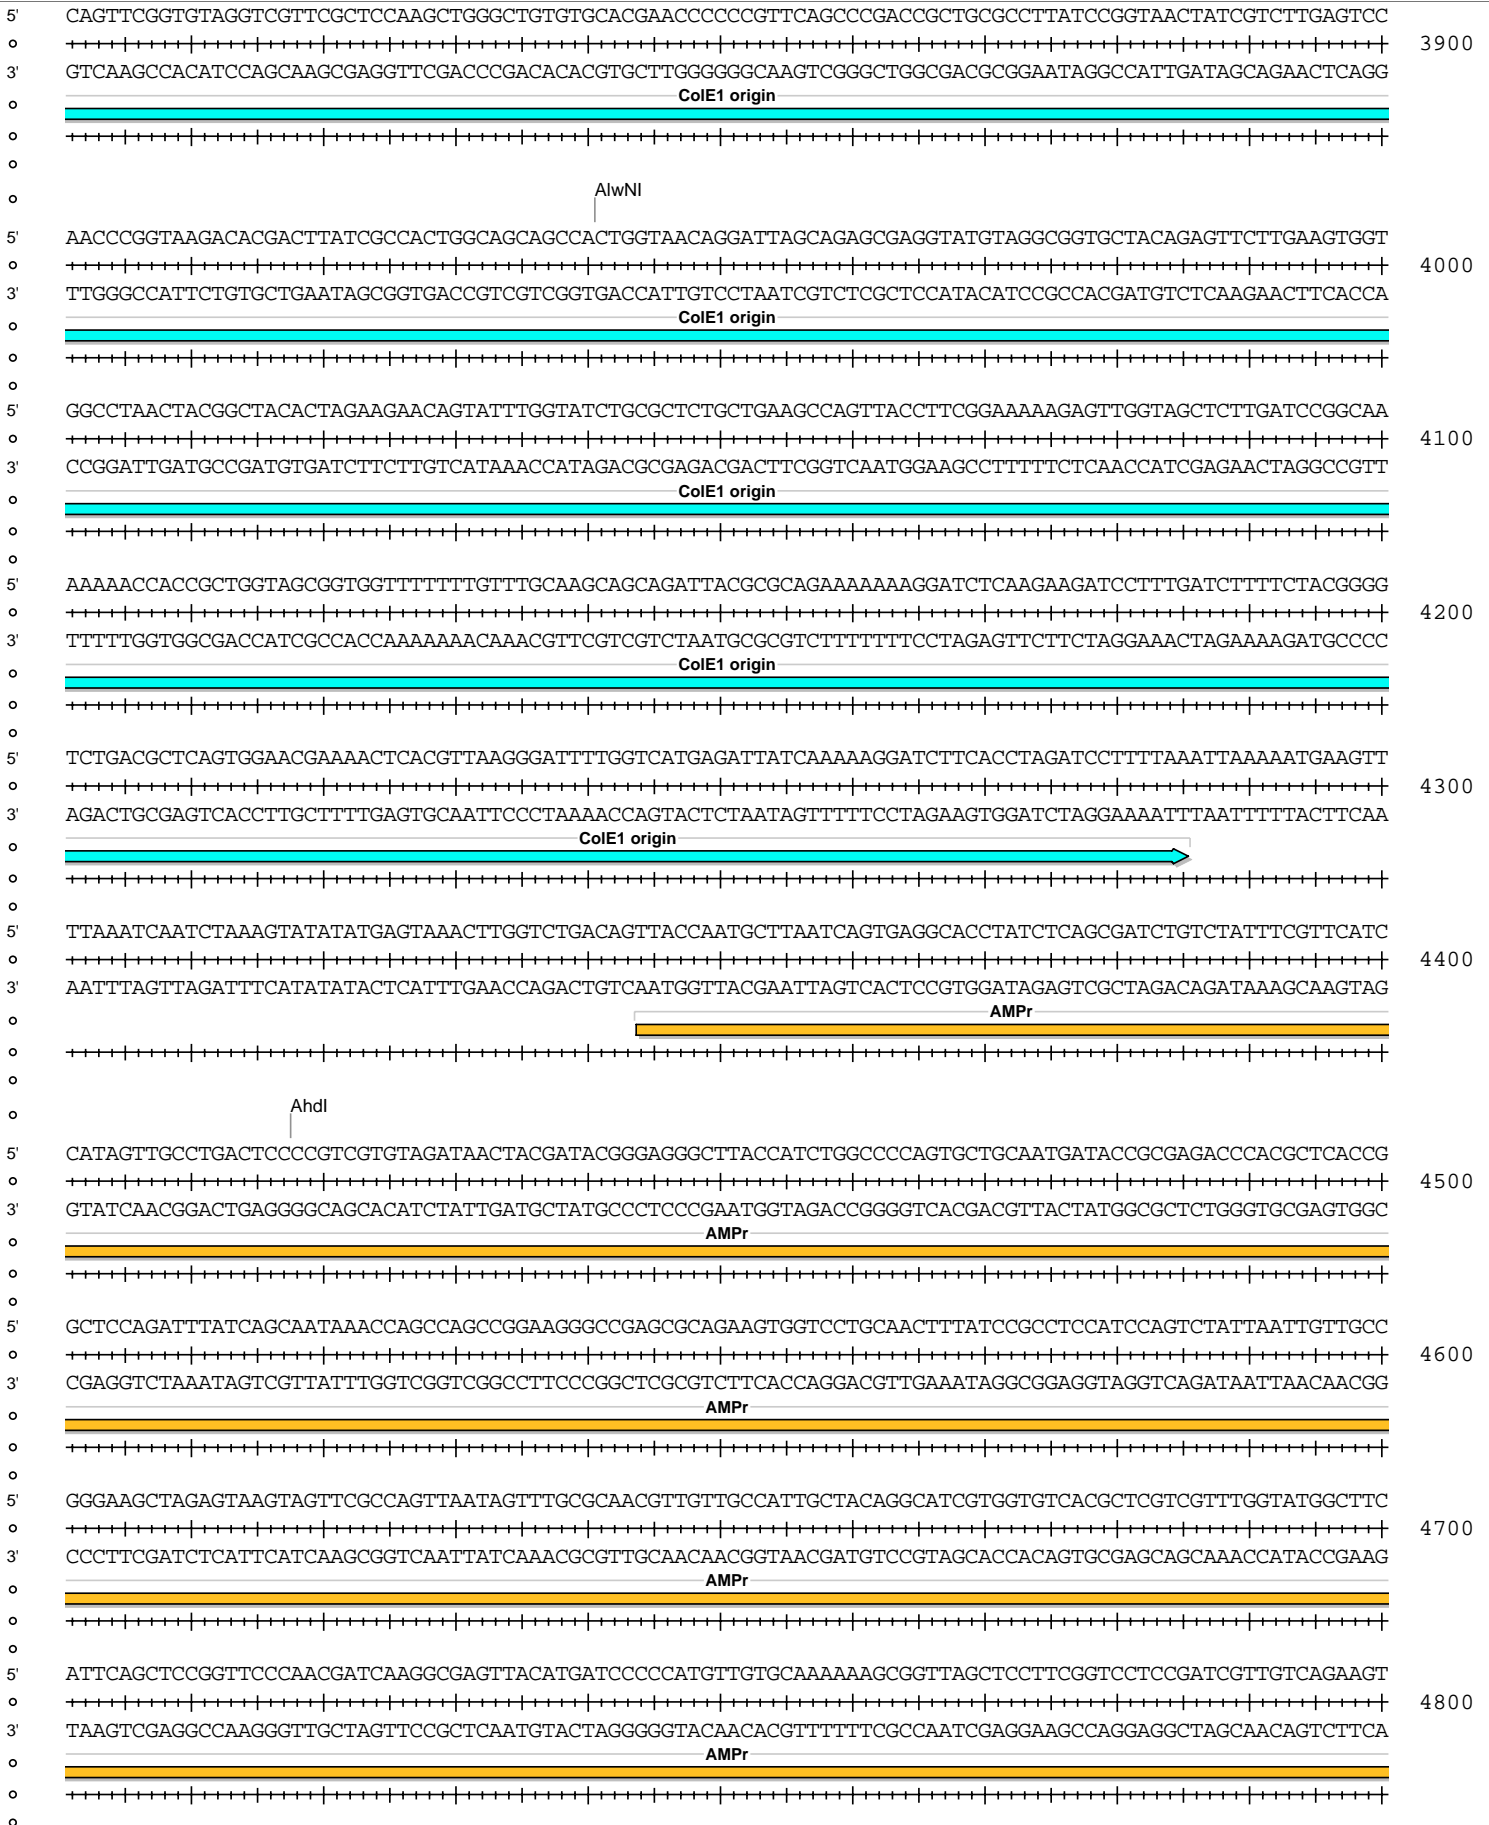 5' CAGTTCGGTGTAGGTCGTTCGCTCCAAGCTGGGCTGTGTGCACGAACCCCCCGTTCAGCCCGACCGCTGCGCCTTATCCGGTAACTATCGTCTTGAGTCC
3900
3' GTCAAGCCACATCCAGCAAGCGAGGTTCGACCCGACACACGTGCTTGGGGGGCAAGTCGGGCTGGCGACGCGGAATAGGCCATTGATAGCAGAACTCAGG
ColE1 origin
AlwNI
5' AACCCGGTAAGACACGACTTATCGCCACTGGCAGCAGCCACTGGTAACAGGATTAGCAGAGCGAGGTATGTAGGCGGTGCTACAGAGTTCTTGAAGTGGT
4000
3' TTGGGCCATTCTGTGCTGAATAGCGGTGACCGTCGTCGGTGACCATTGTCCTAATCGTCTCGCTCCATACATCCGCCACGATGTCTCAAGAACTTCACCA
ColE1 origin
5' GGCCTAACTACGGCTACACTAGAAGAACAGTATTTGGTATCTGCGCTCTGCTGAAGCCAGTTACCTTCGGAAAAAGAGTTGGTAGCTCTTGATCCGGCAA
4100
3' CCGGATTGATGCCGATGTGATCTTCTTGTCATAAACCATAGACGCGAGACGACTTCGGTCAATGGAAGCCTTTTTCTCAACCATCGAGAACTAGGCCGTT
ColE1 origin
5' AAAAACCACCGCTGGTAGCGGTGGTTTTTTTGTTTGCAAGCAGCAGATTACGCGCAGAAAAAAAGGATCTCAAGAAGATCCTTTGATCTTTTCTACGGGG
4200
3' TTTTTGGTGGCGACCATCGCCACCAAAAAAACAAACGTTCGTCGTCTAATGCGCGTCTTTTTTTCCTAGAGTTCTTCTAGGAAACTAGAAAAGATGCCCC
ColE1 origin
5' TCTGACGCTCAGTGGAACGAAAACTCACGTTAAGGGATTTTGGTCATGAGATTATCAAAAAGGATCTTCACCTAGATCCTTTTAAATTAAAAATGAAGTT
4300
3' AGACTGCGAGTCACCTTGCTTTTGAGTGCAATTCCCTAAAACCAGTACTCTAATAGTTTTTCCTAGAAGTGGATCTAGGAAAATTTAATTTTTACTTCAA
ColE1 origin
5' TTAAATCAATCTAAAGTATATATGAGTAAACTTGGTCTGACAGTTACCAATGCTTAATCAGTGAGGCACCTATCTCAGCGATCTGTCTATTTCGTTCATC
4400
3' AATTTAGTTAGATTTCATATATACTCATTTGAACCAGACTGTCAATGGTTACGAATTAGTCACTCCGTGGATAGAGTCGCTAGACAGATAAAGCAAGTAG
AMPr
AhdI
5' CATAGTTGCCTGACTCCCCGTCGTGTAGATAACTACGATACGGGAGGGCTTACCATCTGGCCCCAGTGCTGCAATGATACCGCGAGACCCACGCTCACCG
4500
3' GTATCAACGGACTGAGGGGCAGCACATCTATTGATGCTATGCCCTCCCGAATGGTAGACCGGGGTCACGACGTTACTATGGCGCTCTGGGTGCGAGTGGC
AMPr
5' GCTCCAGATTTATCAGCAATAAACCAGCCAGCCGGAAGGGCCGAGCGCAGAAGTGGTCCTGCAACTTTATCCGCCTCCATCCAGTCTATTAATTGTTGCC
4600
3' CGAGGTCTAAATAGTCGTTATTTGGTCGGTCGGCCTTCCCGGCTCGCGTCTTCACCAGGACGTTGAAATAGGCGGAGGTAGGTCAGATAATTAACAACGG
AMPr
5' GGGAAGCTAGAGTAAGTAGTTCGCCAGTTAATAGTTTGCGCAACGTTGTTGCCATTGCTACAGGCATCGTGGTGTCACGCTCGTCGTTTGGTATGGCTTC
4700
3' CCCTTCGATCTCATTCATCAAGCGGTCAATTATCAAACGCGTTGCAACAACGGTAACGATGTCCGTAGCACCACAGTGCGAGCAGCAAACCATACCGAAG
AMPr
5' ATTCAGCTCCGGTTCCCAACGATCAAGGCGAGTTACATGATCCCCCATGTTGTGCAAAAAAGCGGTTAGCTCCTTCGGTCCTCCGATCGTTGTCAGAAGT
4800
3' TAAGTCGAGGCCAAGGGTTGCTAGTTCCGCTCAATGTACTAGGGGGTACAACACGTTTTTTCGCCAATCGAGGAAGCCAGGAGGCTAGCAACAGTCTTCA
AMPr